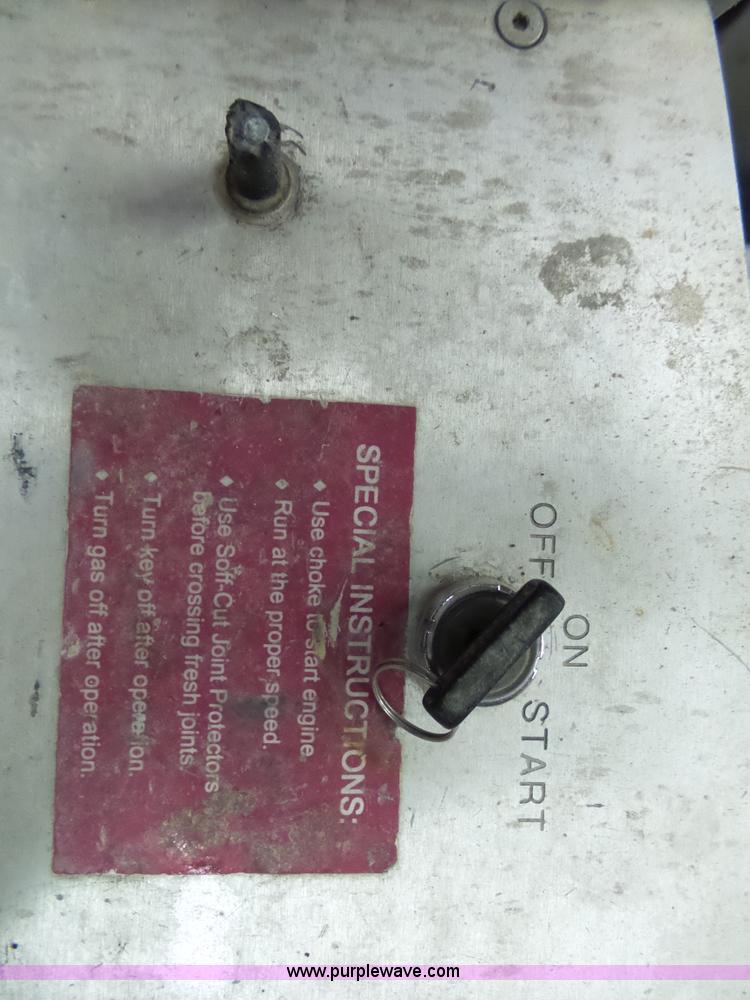 OFF
ON
START
SPECIAL INSTRUCTIONS:
♦ Use choke to start engine.
♦ Run at the proper speed.
♦ Use Soff-Cut Joint Protectors
before crossing fresh joints.
♦ Turn key off after operation.
♦ Turn gas off after operation.
www.purplewave.com